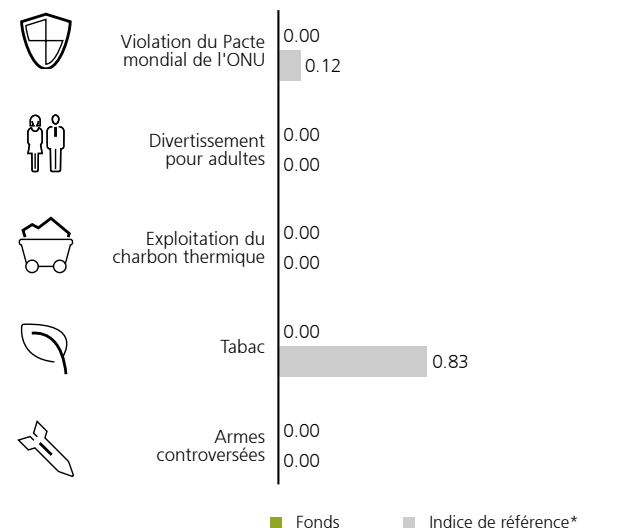 0.00
Violation du Pacte
mondial de l'ONU
0.12
0.00
Divertissement
pour adultes
0.00
0.00
Exploitation du
charbon thermique
0.00
0.00
Tabac
0.83
0.00
Armes
controversées
0.00
Fonds Indice de référence*